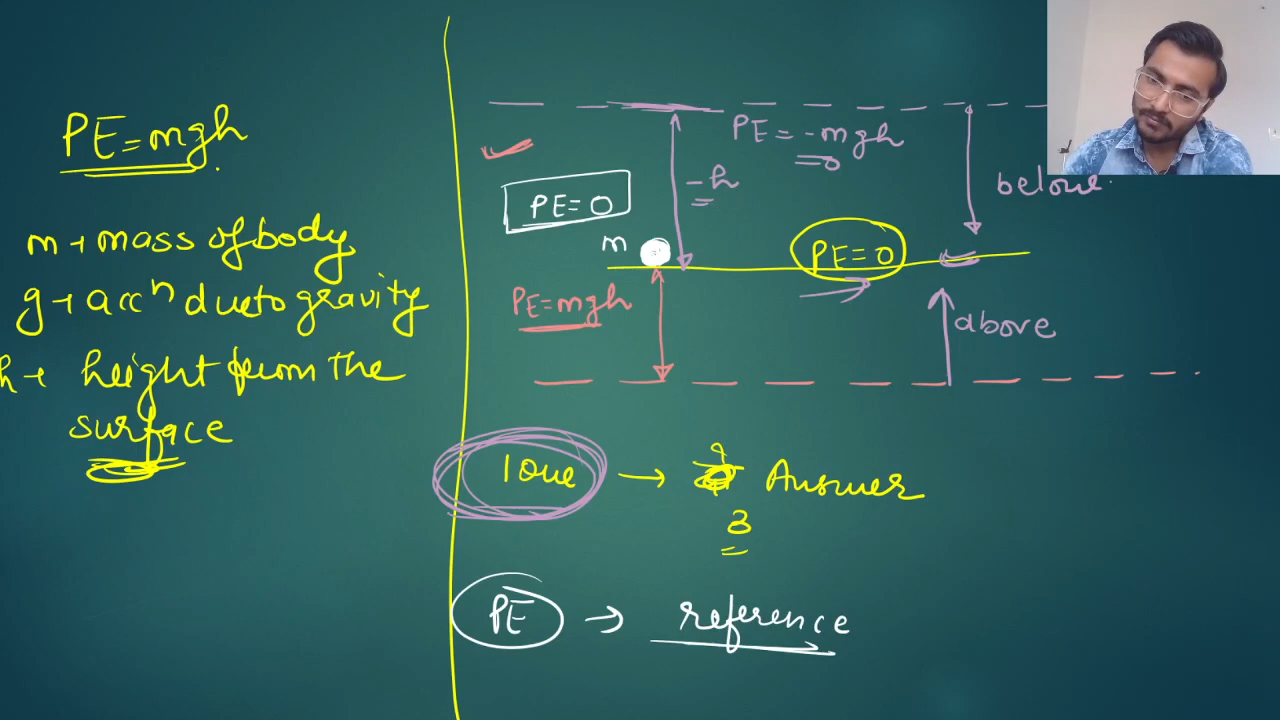 PE=mgh
m→mass of body
g→accⁿ due to gravity
h→ height from the
surface
PE = -mgh
-h
below
PE=0
m
PE=0
PE=mgh
above
1 Que → Answer
3
PE → reference